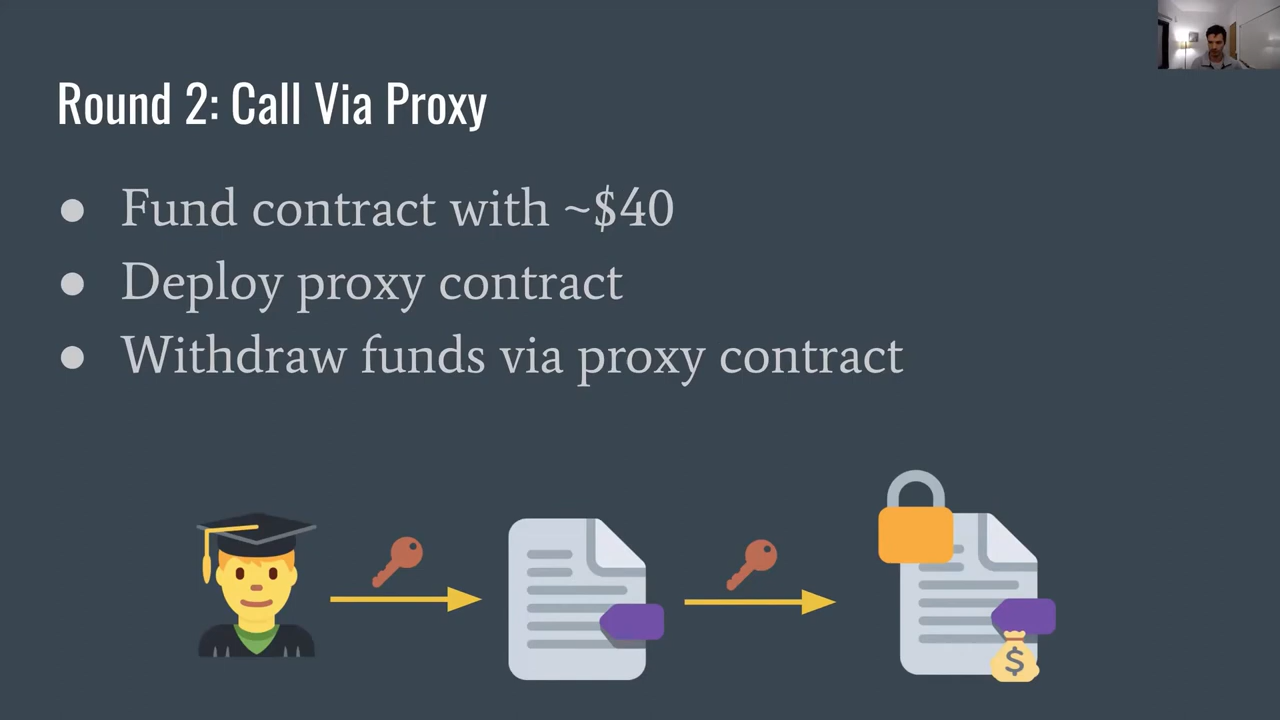 Round 2: Call Via Proxy
● Fund contract with ~$40
● Deploy proxy contract
● Withdraw funds via proxy contract
$